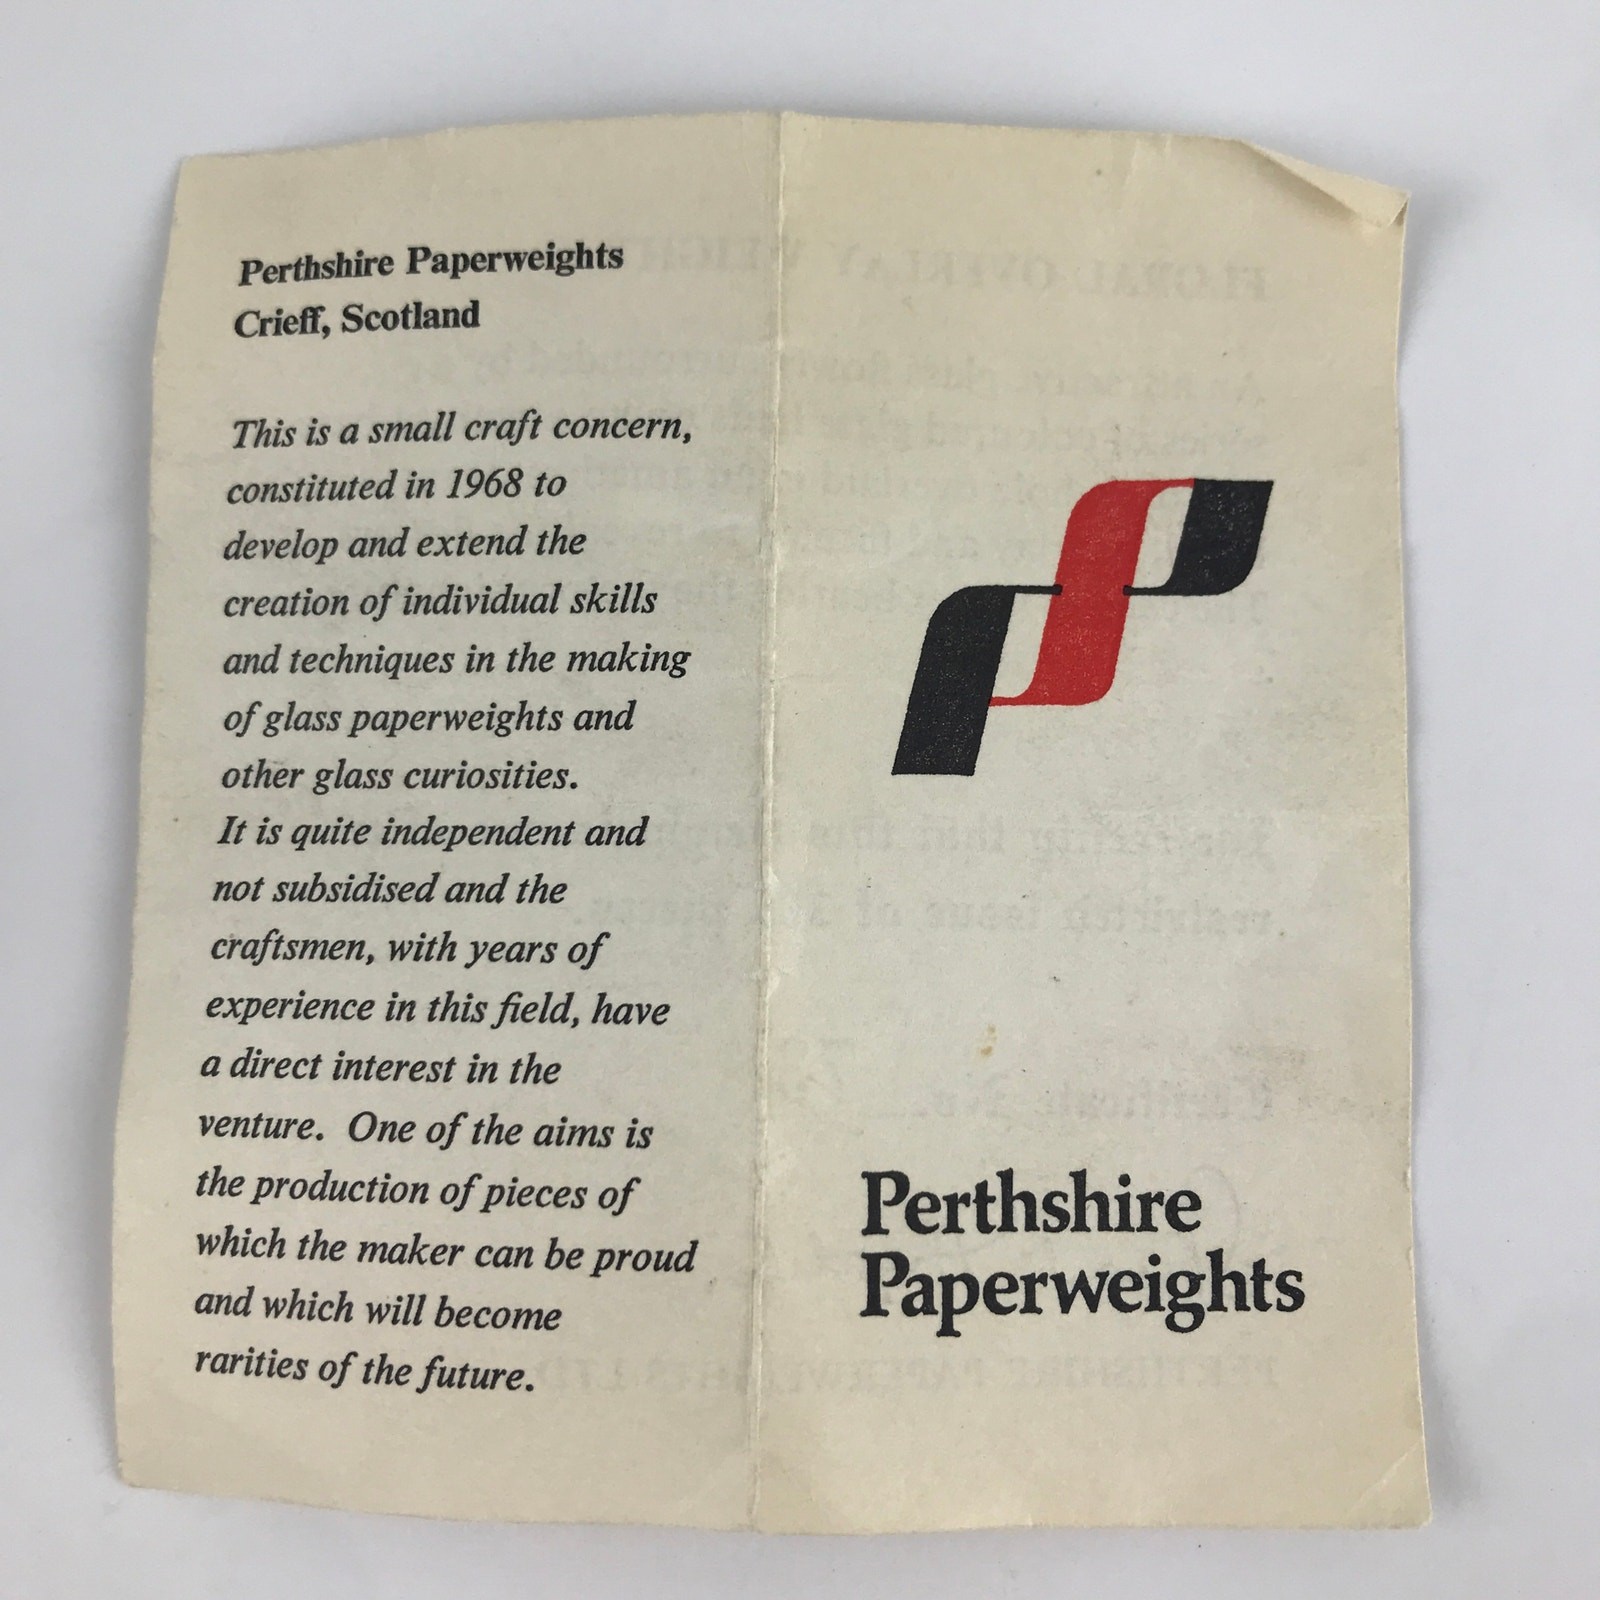 Perthshire Paperweights
Crieff, Scotland
This is a small craft concern,
constituted in 1968 to
develop and extend the
creation of individual skills
and techniques in the making
of glass paperweights and
other glass curiosities.
It is quite independent and
not subsidised and the
craftsmen, with years of
experience in this field, have
a direct interest in the
venture. One of the aims is
the production of pieces of
which the maker can be proud
and which will become
rarities of the future.
Perthshire
Paperweights